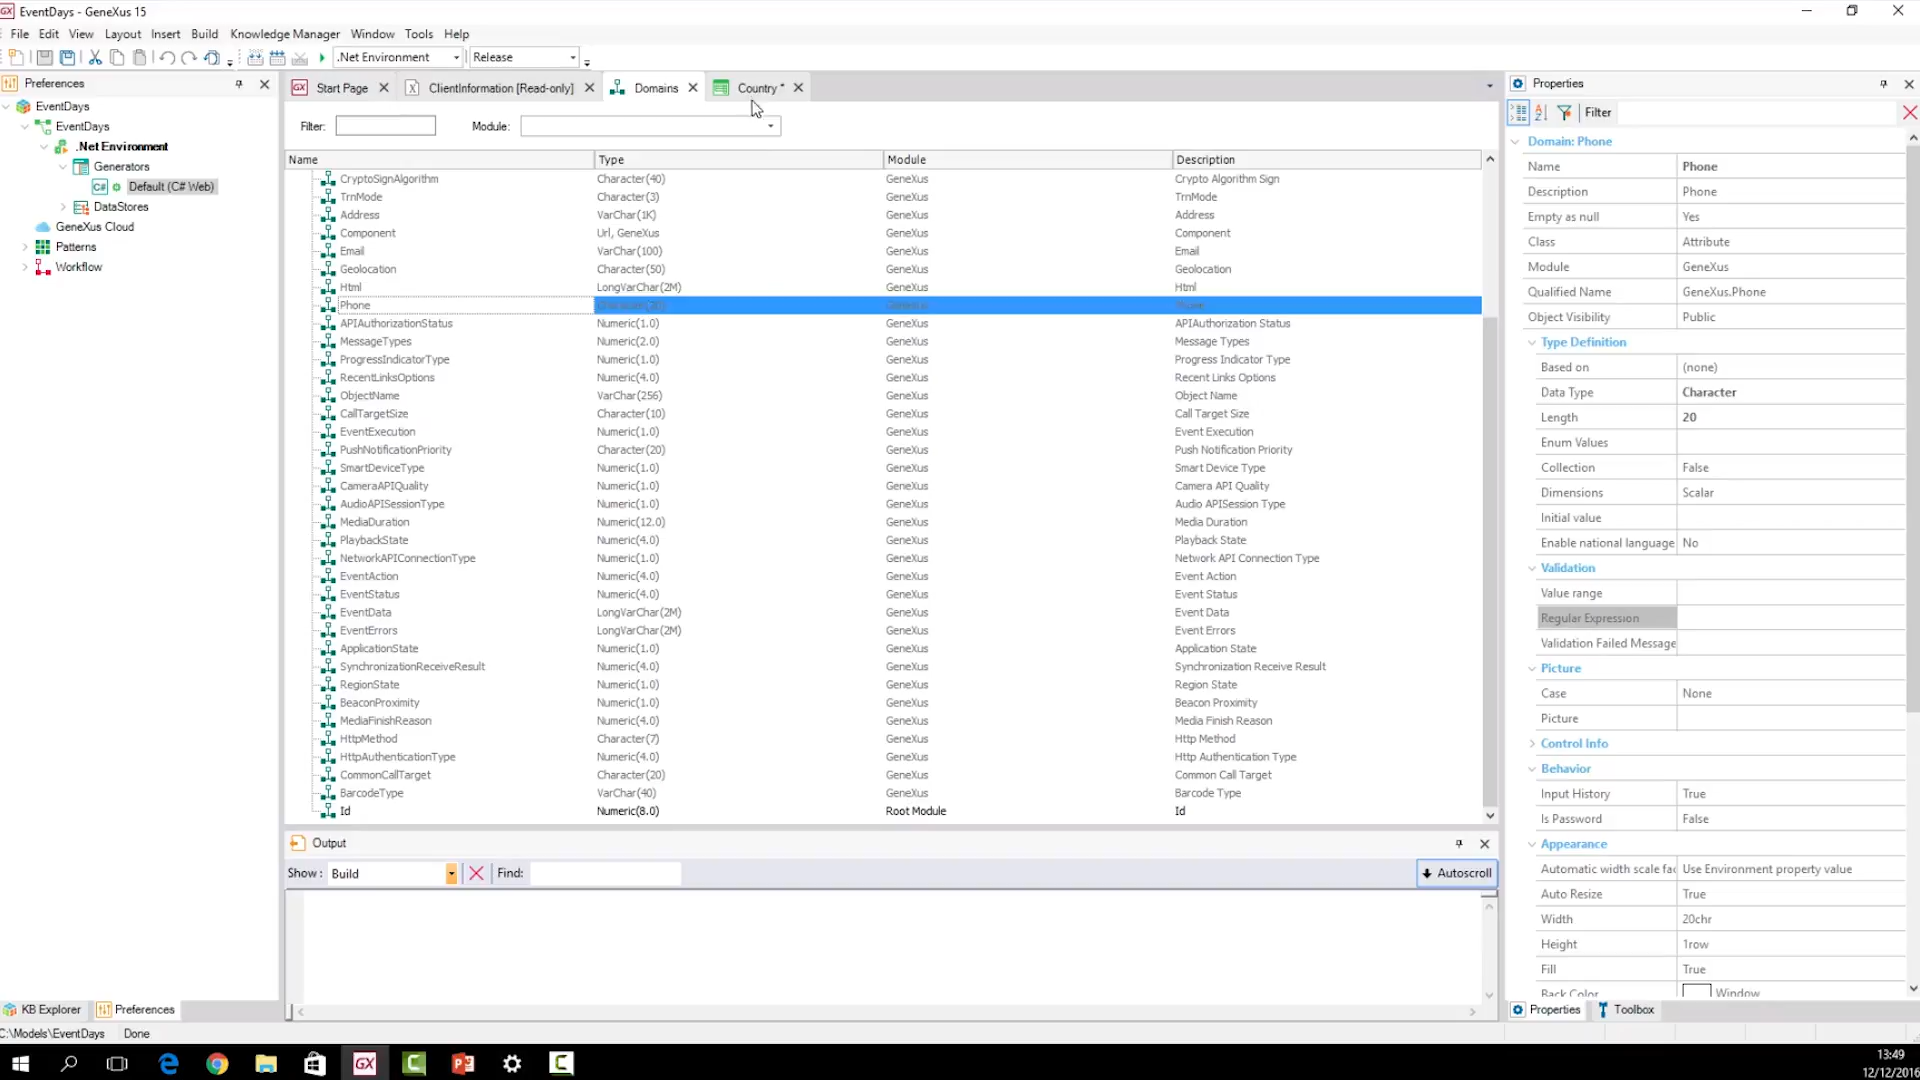 EventDays - GeneXus 15
File Edit View Layout Insert Build Knowledge Manager Window Tools Help
.Net Environment Release
Preferences
EventDays
EventDays
.Net Environment
Generators
Default (C# Web)
DataStores
GeneXus Cloud
Patterns
Workflow
KB Explorer Preferences
Start Page ClientInformation [Read-only] Domains Country *
Filter: Module:
Name Type Module Description
CryptoSignAlgorithm Character(40) GeneXus Crypto Algorithm Sign
TrnMode Character(3) GeneXus TrnMode
Address VarChar(1K) GeneXus Address
Component Url, GeneXus GeneXus Component
Email VarChar(100) GeneXus Email
Geolocation Character(50) GeneXus Geolocation
Html LongVarChar(2M) GeneXus Html
Phone Character(20) GeneXus Phone
APIAuthorizationStatus Numeric(1.0) GeneXus APIAuthorization Status
MessageTypes Numeric(2.0) GeneXus Message Types
ProgressIndicatorType Numeric(1.0) GeneXus Progress Indicator Type
RecentLinksOptions Numeric(4.0) GeneXus Recent Links Options
ObjectName VarChar(256) GeneXus Object Name
CallTargetSize Character(10) GeneXus Call Target Size
EventExecution Numeric(1.0) GeneXus Event Execution
PushNotificationPriority Character(20) GeneXus Push Notification Priority
SmartDeviceType Numeric(1.0) GeneXus Smart Device Type
CameraAPIQuality Numeric(1.0) GeneXus Camera API Quality
AudioAPISessionType Numeric(1.0) GeneXus Audio APISession Type
MediaDuration Numeric(12.0) GeneXus Media Duration
PlaybackState Numeric(4.0) GeneXus Playback State
NetworkAPIConnectionType Numeric(1.0) GeneXus Network API Connection Type
EventAction Numeric(4.0) GeneXus Event Action
EventStatus Numeric(4.0) GeneXus Event Status
EventData LongVarChar(2M) GeneXus Event Data
EventErrors LongVarChar(2M) GeneXus Event Errors
ApplicationState Numeric(1.0) GeneXus Application State
SynchronizationReceiveResult Numeric(4.0) GeneXus Synchronization Receive Result
RegionState Numeric(1.0) GeneXus Region State
BeaconProximity Numeric(1.0) GeneXus Beacon Proximity
MediaFinishReason Numeric(4.0) GeneXus Media Finish Reason
HttpMethod Character(7) GeneXus Http Method
HttpAuthenticationType Numeric(4.0) GeneXus Http Authentication Type
CommonCallTarget Character(20) GeneXus Common Call Target
BarcodeType VarChar(40) GeneXus Barcode Type
Id Numeric(8.0) Root Module Id
Output
Show : Build Find: Autoscroll
Properties
Filter
Domain: Phone
Name Phone
Description Phone
Empty as null Yes
Class Attribute
Module GeneXus
Qualified Name GeneXus.Phone
Object Visibility Public
Type Definition
Based on (none)
Data Type Character
Length 20
Enum Values
Collection False
Dimensions Scalar
Initial value
Enable national language No
Validation
Value range
Regular Expression
Validation Failed Message
Picture
Case None
Picture
Control Info
Behavior
Input History True
Is Password False
Appearance
Automatic width scale fac Use Environment property value
Auto Resize True
Width 20chr
Height 1row
Fill True
Back Color Window
Properties Toolbox
C:\Models\EventDays Done
13:49
12/12/2016